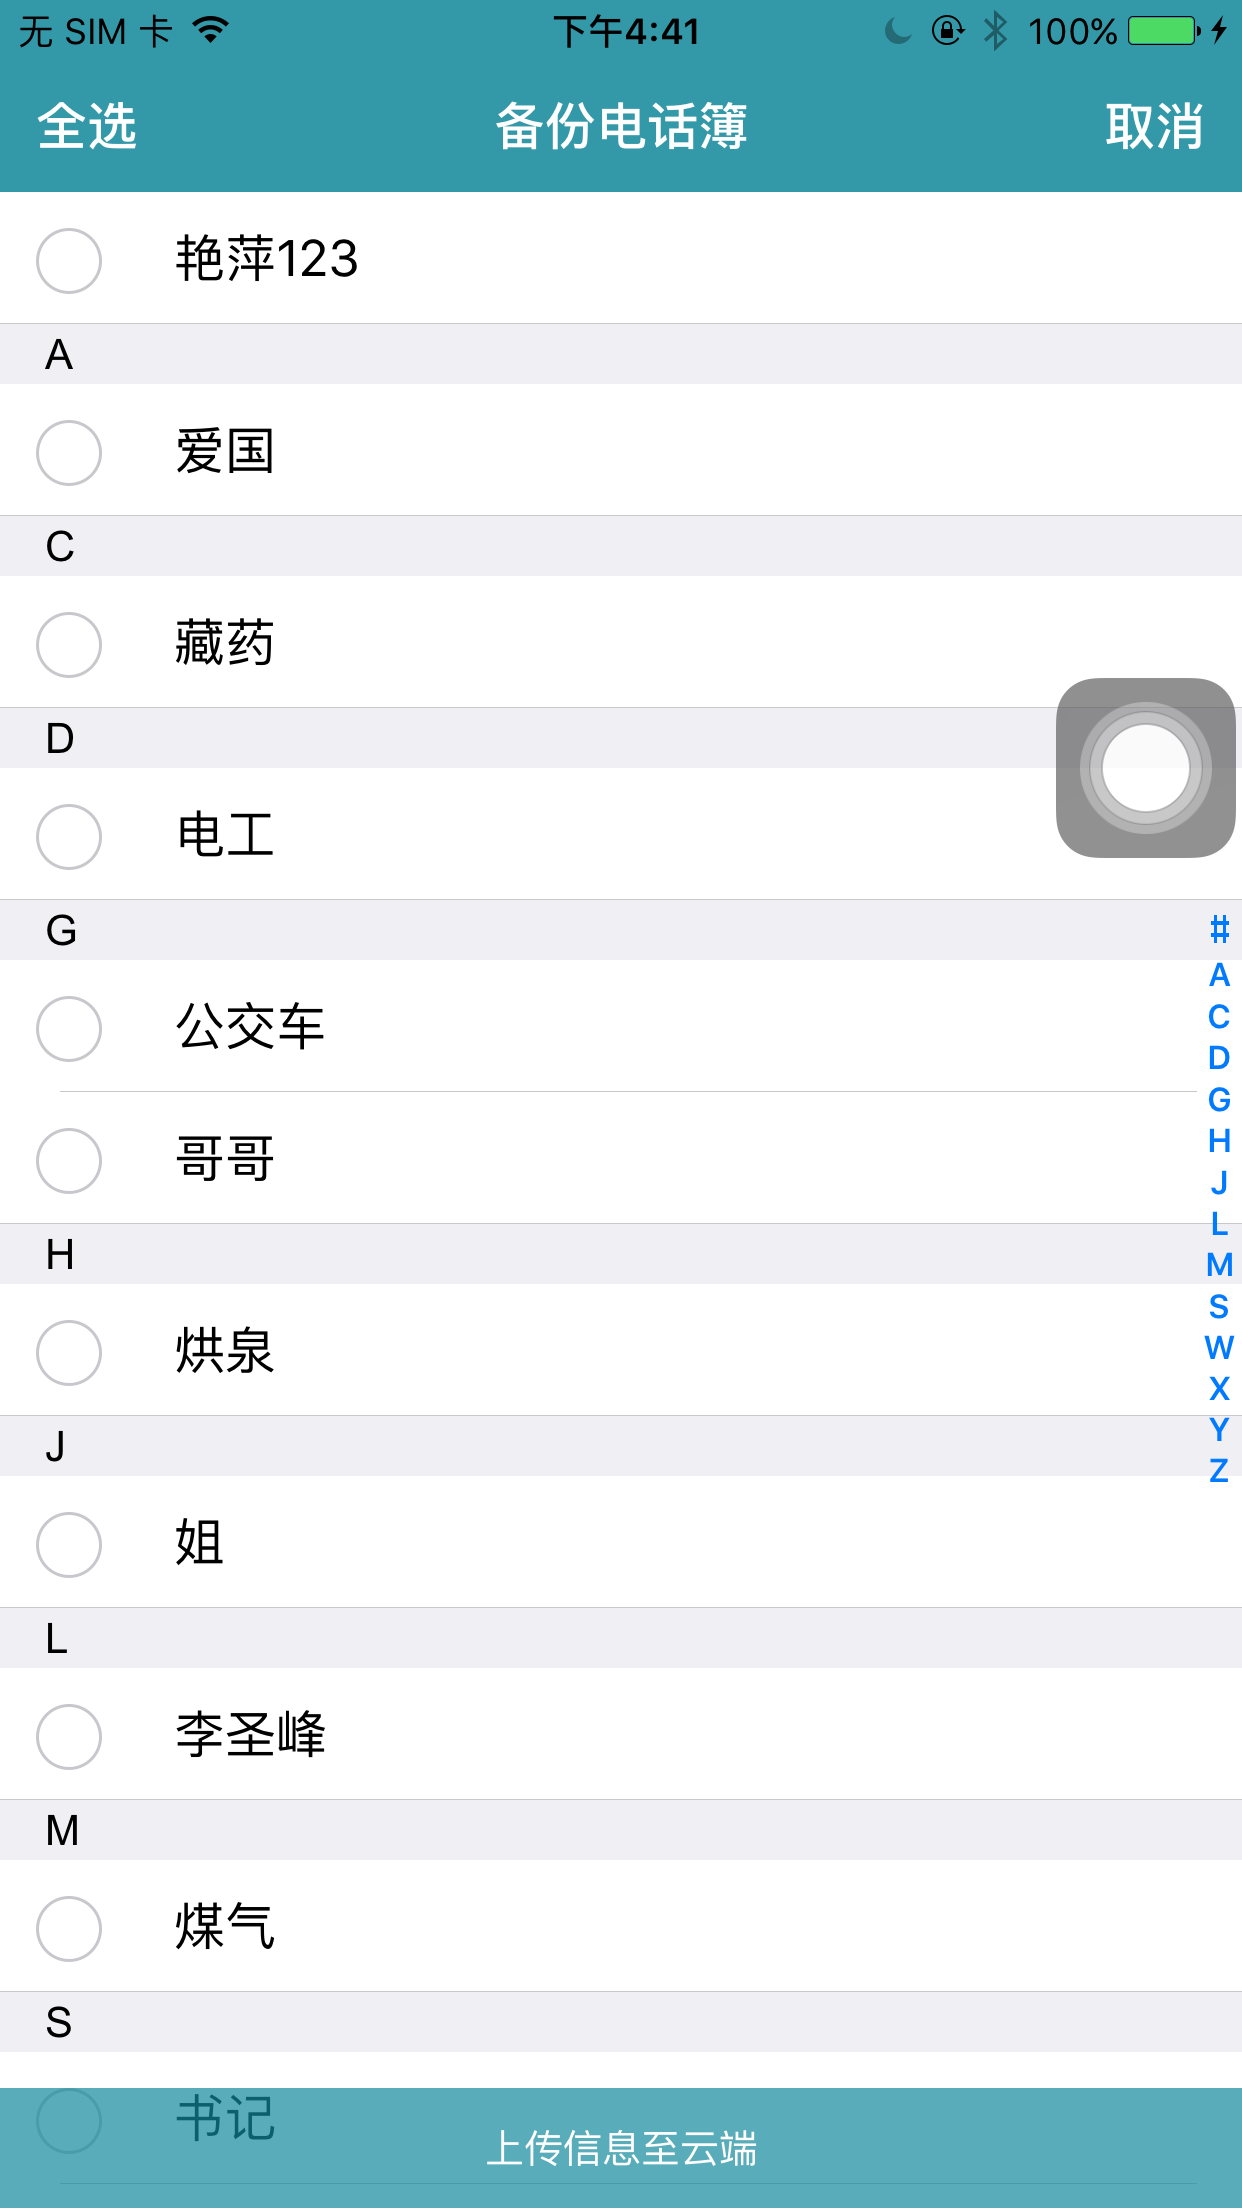 无 SIM 卡 下午4:41 100%
全选 备份电话簿 取消
艳萍123
A
爱国
C
藏药
D
电工
G
公交车
哥哥
H
烘泉
J
姐
L
李圣峰
M
煤气
S
书记
上传信息至云端
#
A
C
D
G
H
J
L
M
S
W
X
Y
Z